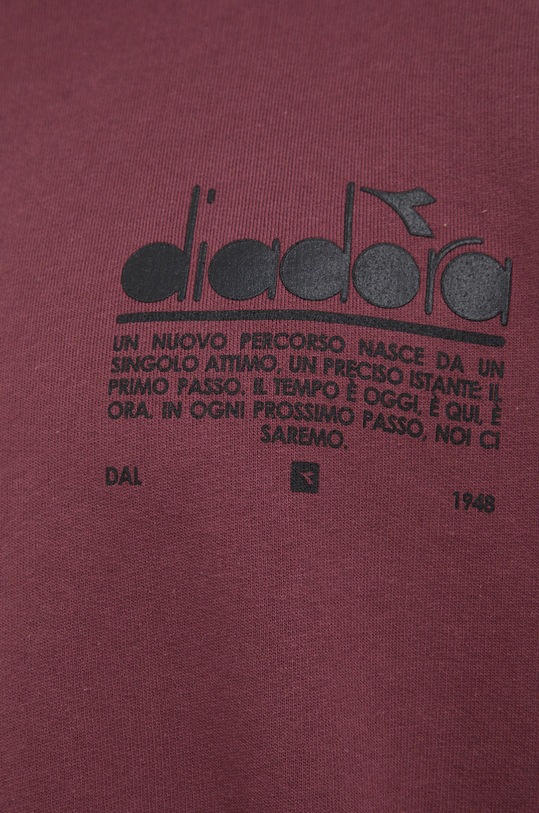 diadora
UN NUOVO PERCORSO NASCE DA UN
SINGOLO ATTIMO, UN PRECISO ISTANTE: IL
PRIMO PASSO. IL TEMPO È OGGI, È QUI, È
ORA. IN OGNI PROSSIMO PASSO, NOI CI
SAREMO.
DAL 1948